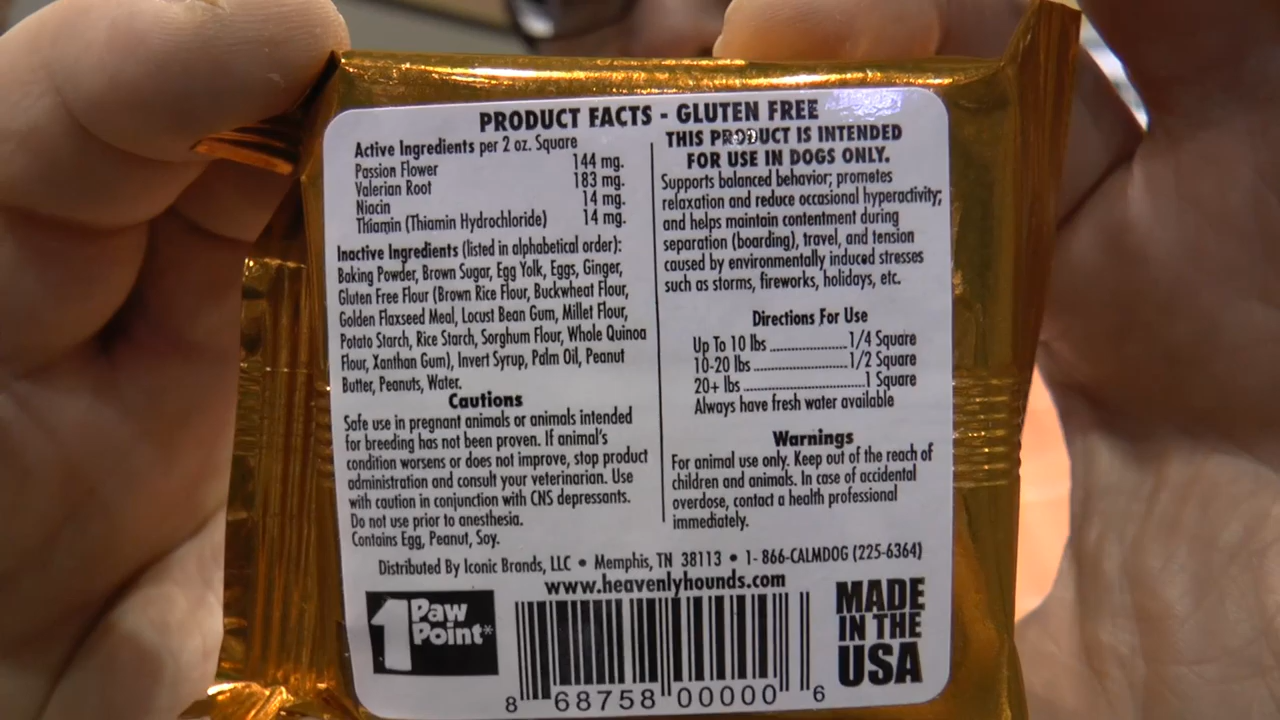 PRODUCT FACTS - GLUTEN FREE
Active Ingredients per 2 oz. Square
Passion Flower 144 mg.
Valerian Root 183 mg.
Niacin 14 mg.
Thiamin (Thiamin Hydrochloride) 14 mg.
Inactive Ingredients (listed in alphabetical order):
Baking Powder, Brown Sugar, Egg Yolk, Eggs, Ginger,
Gluten Free Flour (Brown Rice Flour, Buckwheat Flour,
Golden Flaxseed Meal, Locust Bean Gum, Millet Flour,
Potato Starch, Rice Starch, Sorghum Flour, Whole Quinoa
Flour, Xanthan Gum), Invert Syrup, Palm Oil, Peanut
Butter, Peanuts, Water.
Cautions
Safe use in pregnant animals or animals intended
for breeding has not been proven. If animal's
condition worsens or does not improve, stop product
administration and consult your veterinarian. Use
with caution in conjunction with CNS depressants.
Do not use prior to anesthesia.
Contains Egg, Peanut, Soy.
THIS PRODUCT IS INTENDED
FOR USE IN DOGS ONLY.
Supports balanced behavior; promotes
relaxation and reduce occasional hyperactivity;
and helps maintain contentment during
separation (boarding), travel, and tension
caused by environmentally induced stresses
such as storms, fireworks, holidays, etc.
Directions For Use
Up To 10 lbs ..................1/4 Square
10-20 lbs ......................1/2 Square
20+ lbs ...........................1 Square
Always have fresh water available
Warnings
For animal use only. Keep out of the reach of
children and animals. In case of accidental
overdose, contact a health professional
immediately.
Distributed By Iconic Brands, LLC • Memphis, TN 38113 • 1- 866-CALMDOG (225-6364)
www.heavenlyhounds.com
1 Paw
Point*
8 68758 00000 6
MADE
IN THE
USA